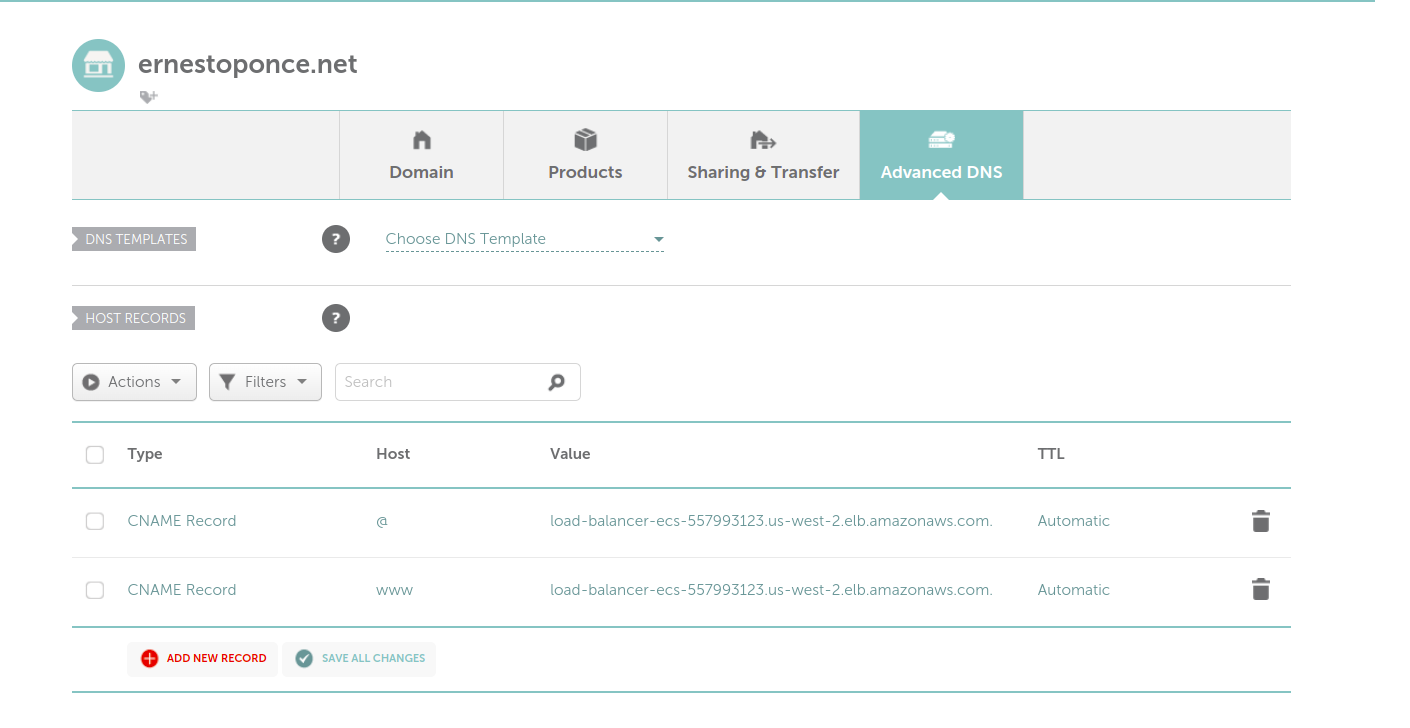 ernestoponce.net
Domain
Products
Sharing & Transfer
Advanced DNS
DNS TEMPLATES
?
Choose DNS Template
HOST RECORDS
?
Actions
Filters
Search
Type Host Value TTL
CNAME Record @ load-balancer-ecs-557993123.us-west-2.elb.amazonaws.com. Automatic
CNAME Record www load-balancer-ecs-557993123.us-west-2.elb.amazonaws.com. Automatic
ADD NEW RECORD SAVE ALL CHANGES